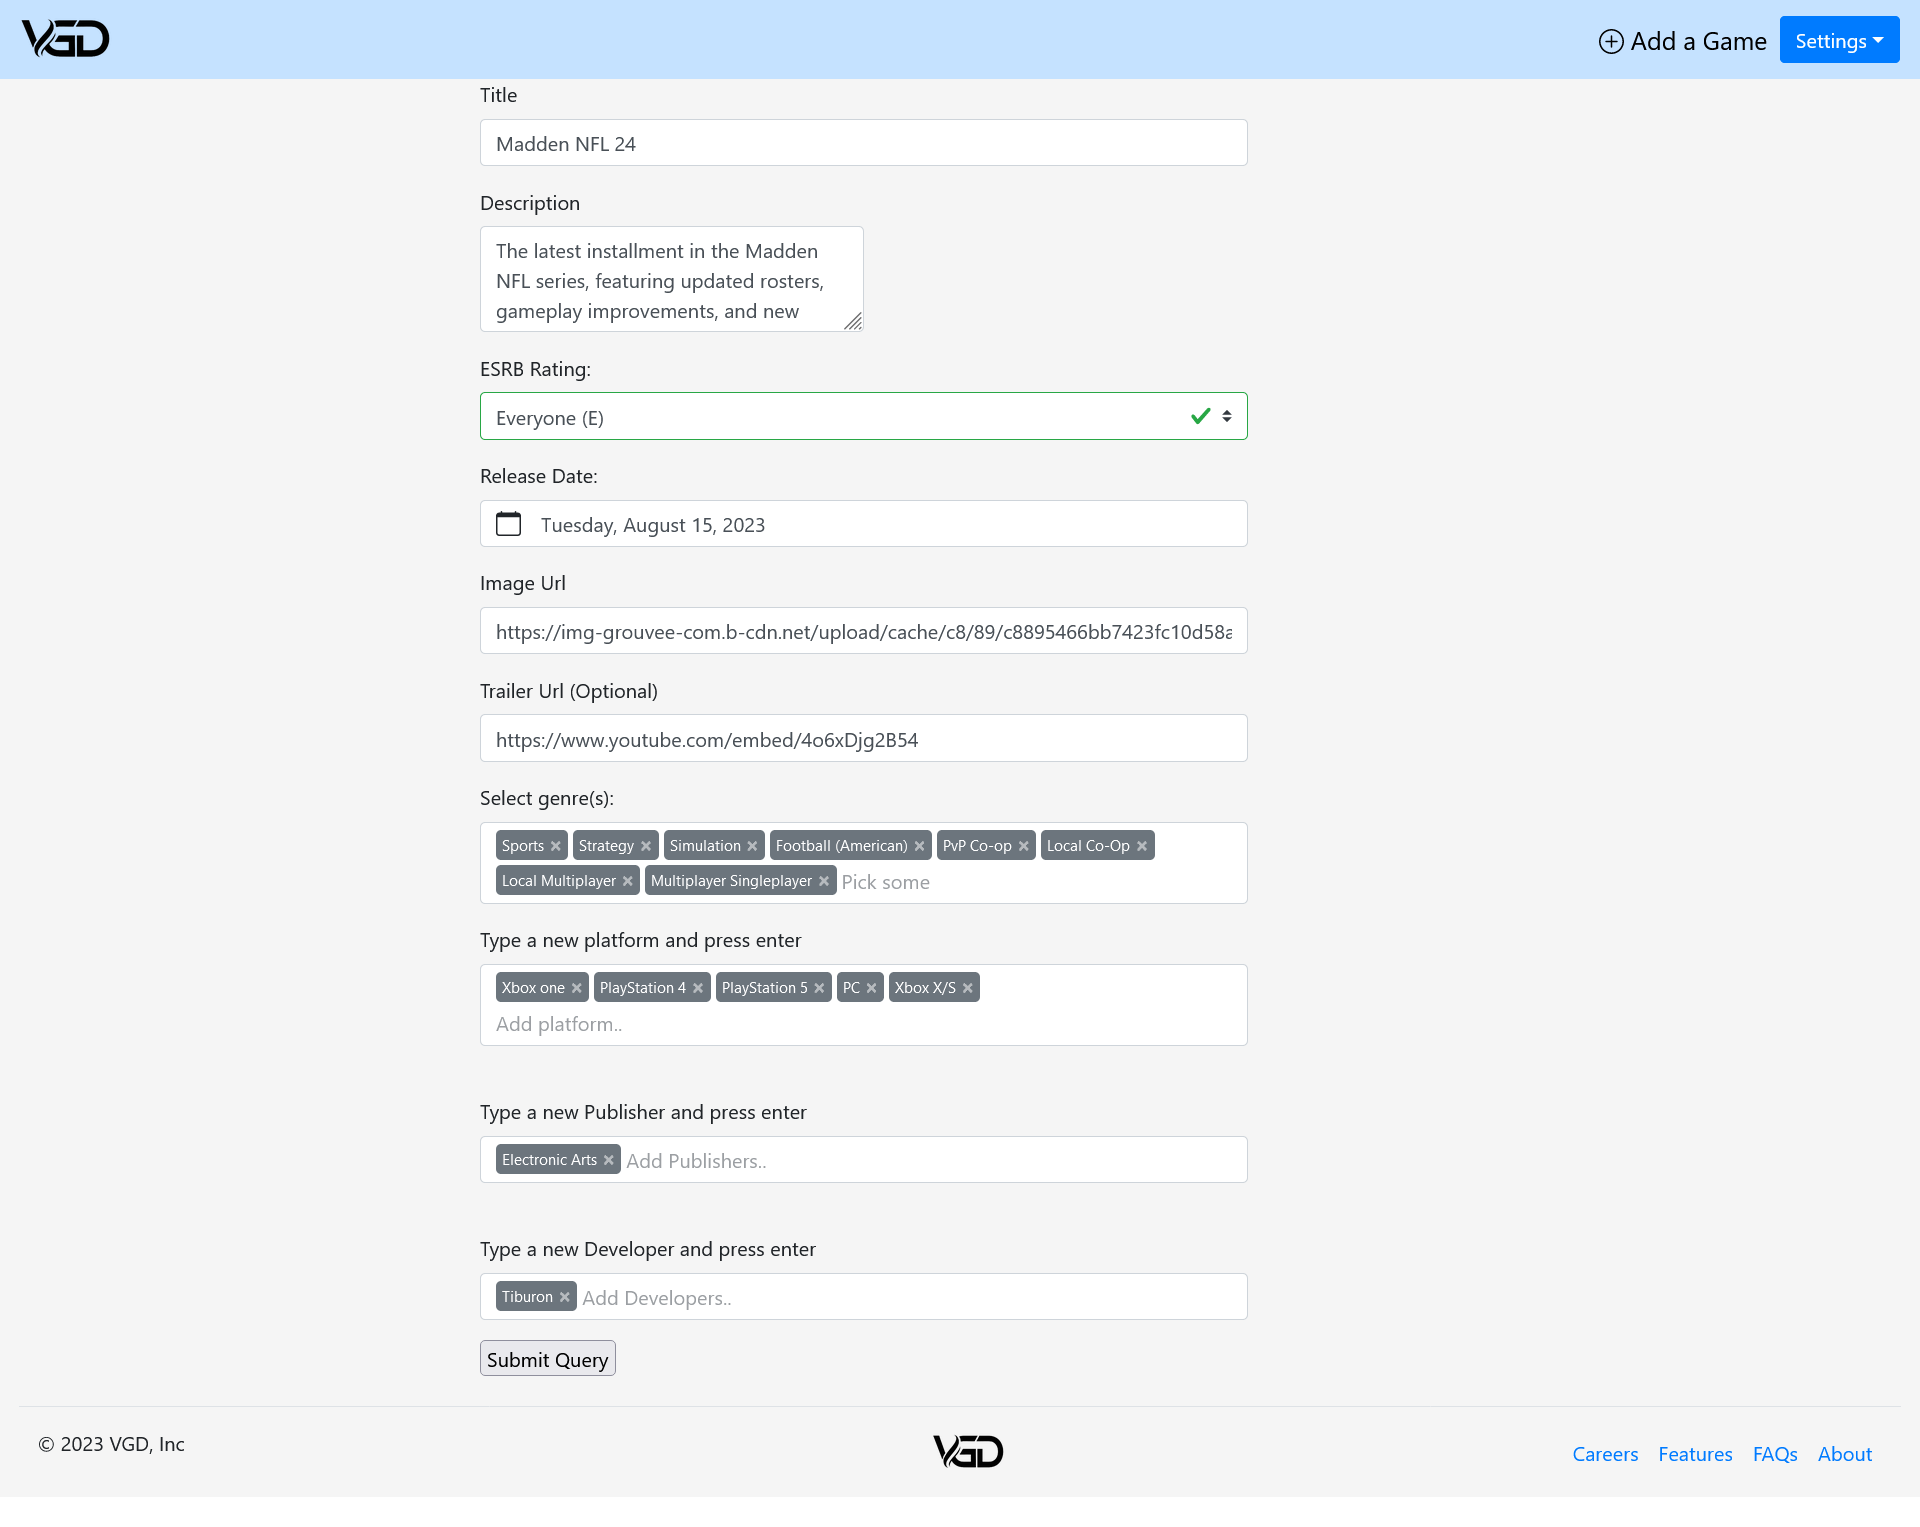 VGD
Add a Game
Settings
Title
Madden NFL 24
Description
The latest installment in the Madden
NFL series, featuring updated rosters,
gameplay improvements, and new
ESRB Rating:
Everyone (E)
Release Date:
Tuesday, August 15, 2023
Image Url
https://img-grouvee-com.b-cdn.net/upload/cache/c8/89/c8895466bb7423fc10d58a
Trailer Url (Optional)
https://www.youtube.com/embed/4o6xDjg2B54
Select genre(s):
Sports × Strategy × Simulation × Football (American) × PvP Co-op × Local Co-Op ×
Local Multiplayer × Multiplayer Singleplayer × Pick some
Type a new platform and press enter
Xbox one × PlayStation 4 × PlayStation 5 × PC × Xbox X/S ×
Add platform..
Type a new Publisher and press enter
Electronic Arts × Add Publishers..
Type a new Developer and press enter
Tiburon × Add Developers..
Submit Query
© 2023 VGD, Inc
VGD
Careers Features FAQs About